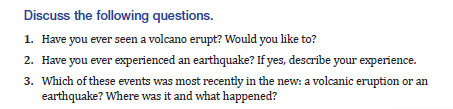 Discuss the following questions.
1. Have you ever seen a volcano erupt? Would you like to?
2. Have you ever experienced an earthquake? If yes, describe your experience.
3. Which of these events was most recently in the new: a volcanic eruption or an
earthquake? Where was it and what happened?